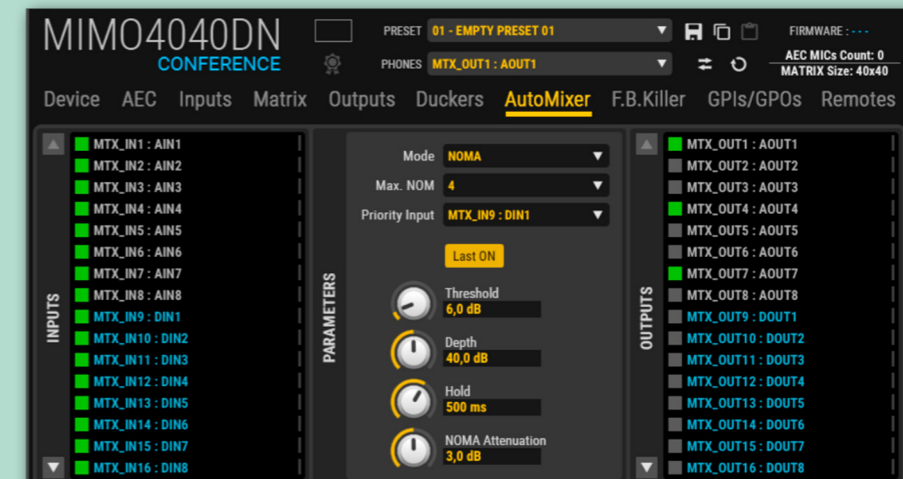 MIMO4040DN
CONFERENCE
PRESET 01 - EMPTY PRESET 01
PHONES MTX_OUT1 : AOUT1
FIRMWARE : - - -
AEC MICs Count: 0
MATRIX Size: 40x40
Device AEC Inputs Matrix Outputs Duckers AutoMixer F.B.Killer GPIs/GPOs Remotes
INPUTS
MTX_IN1 : AIN1
MTX_IN2 : AIN2
MTX_IN3 : AIN3
MTX_IN4 : AIN4
MTX_IN5 : AIN5
MTX_IN6 : AIN6
MTX_IN7 : AIN7
MTX_IN8 : AIN8
MTX_IN9 : DIN1
MTX_IN10 : DIN2
MTX_IN11 : DIN3
MTX_IN12 : DIN4
MTX_IN13 : DIN5
MTX_IN14 : DIN6
MTX_IN15 : DIN7
MTX_IN16 : DIN8
PARAMETERS
Mode NOMA
Max. NOM 4
Priority Input MTX_IN9 : DIN1
Last ON
Threshold
6,0 dB
Depth
40,0 dB
Hold
500 ms
NOMA Attenuation
3,0 dB
OUTPUTS
MTX_OUT1 : AOUT1
MTX_OUT2 : AOUT2
MTX_OUT3 : AOUT3
MTX_OUT4 : AOUT4
MTX_OUT5 : AOUT5
MTX_OUT6 : AOUT6
MTX_OUT7 : AOUT7
MTX_OUT8 : AOUT8
MTX_OUT9 : DOUT1
MTX_OUT10 : DOUT2
MTX_OUT11 : DOUT3
MTX_OUT12 : DOUT4
MTX_OUT13 : DOUT5
MTX_OUT14 : DOUT6
MTX_OUT15 : DOUT7
MTX_OUT16 : DOUT8